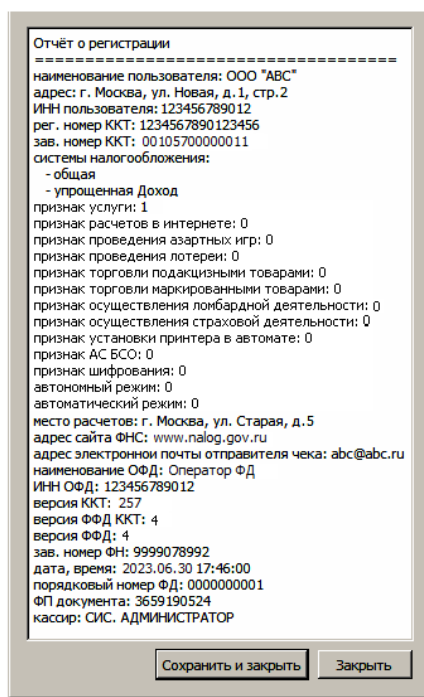 Отчёт о регистрации
======================================
наименование пользователя: ООО "АВС"
адрес: г. Москва, ул. Новая, д.1, стр.2
ИНН пользователя: 123456789012
рег. номер ККТ: 1234567890123456
зав. номер ККТ: 00105700000011
системы налогообложения:
- общая
- упрощенная Доход
признак услуги: 1
признак расчетов в интернете: 0
признак проведения азартных игр: 0
признак проведения лотереи: 0
признак торговли подакцизными товарами: 0
признак торговли маркированными товарами: 0
признак осуществления ломбардной деятельности: 0
признак осуществления страховой деятельности: 0
признак установки принтера в автомате: 0
признак АС БСО: 0
признак шифрования: 0
автономный режим: 0
автоматический режим: 0
место расчетов: г. Москва, ул. Старая, д.5
адрес сайта ФНС: www.nalog.gov.ru
адрес электронной почты отправителя чека: abc@abc.ru
наименование ОФД: Оператор ФД
ИНН ОФД: 123456789012
версия ККТ: 257
версия ФФД ККТ: 4
версия ФФД: 4
зав. номер ФН: 9999078992
дата, время: 2023.06.30 17:46:00
порядковый номер ФД: 0000000001
ФП документа: 3659190524
кассир: СИС. АДМИНИСТРАТОР
Сохранить и закрыть Закрыть